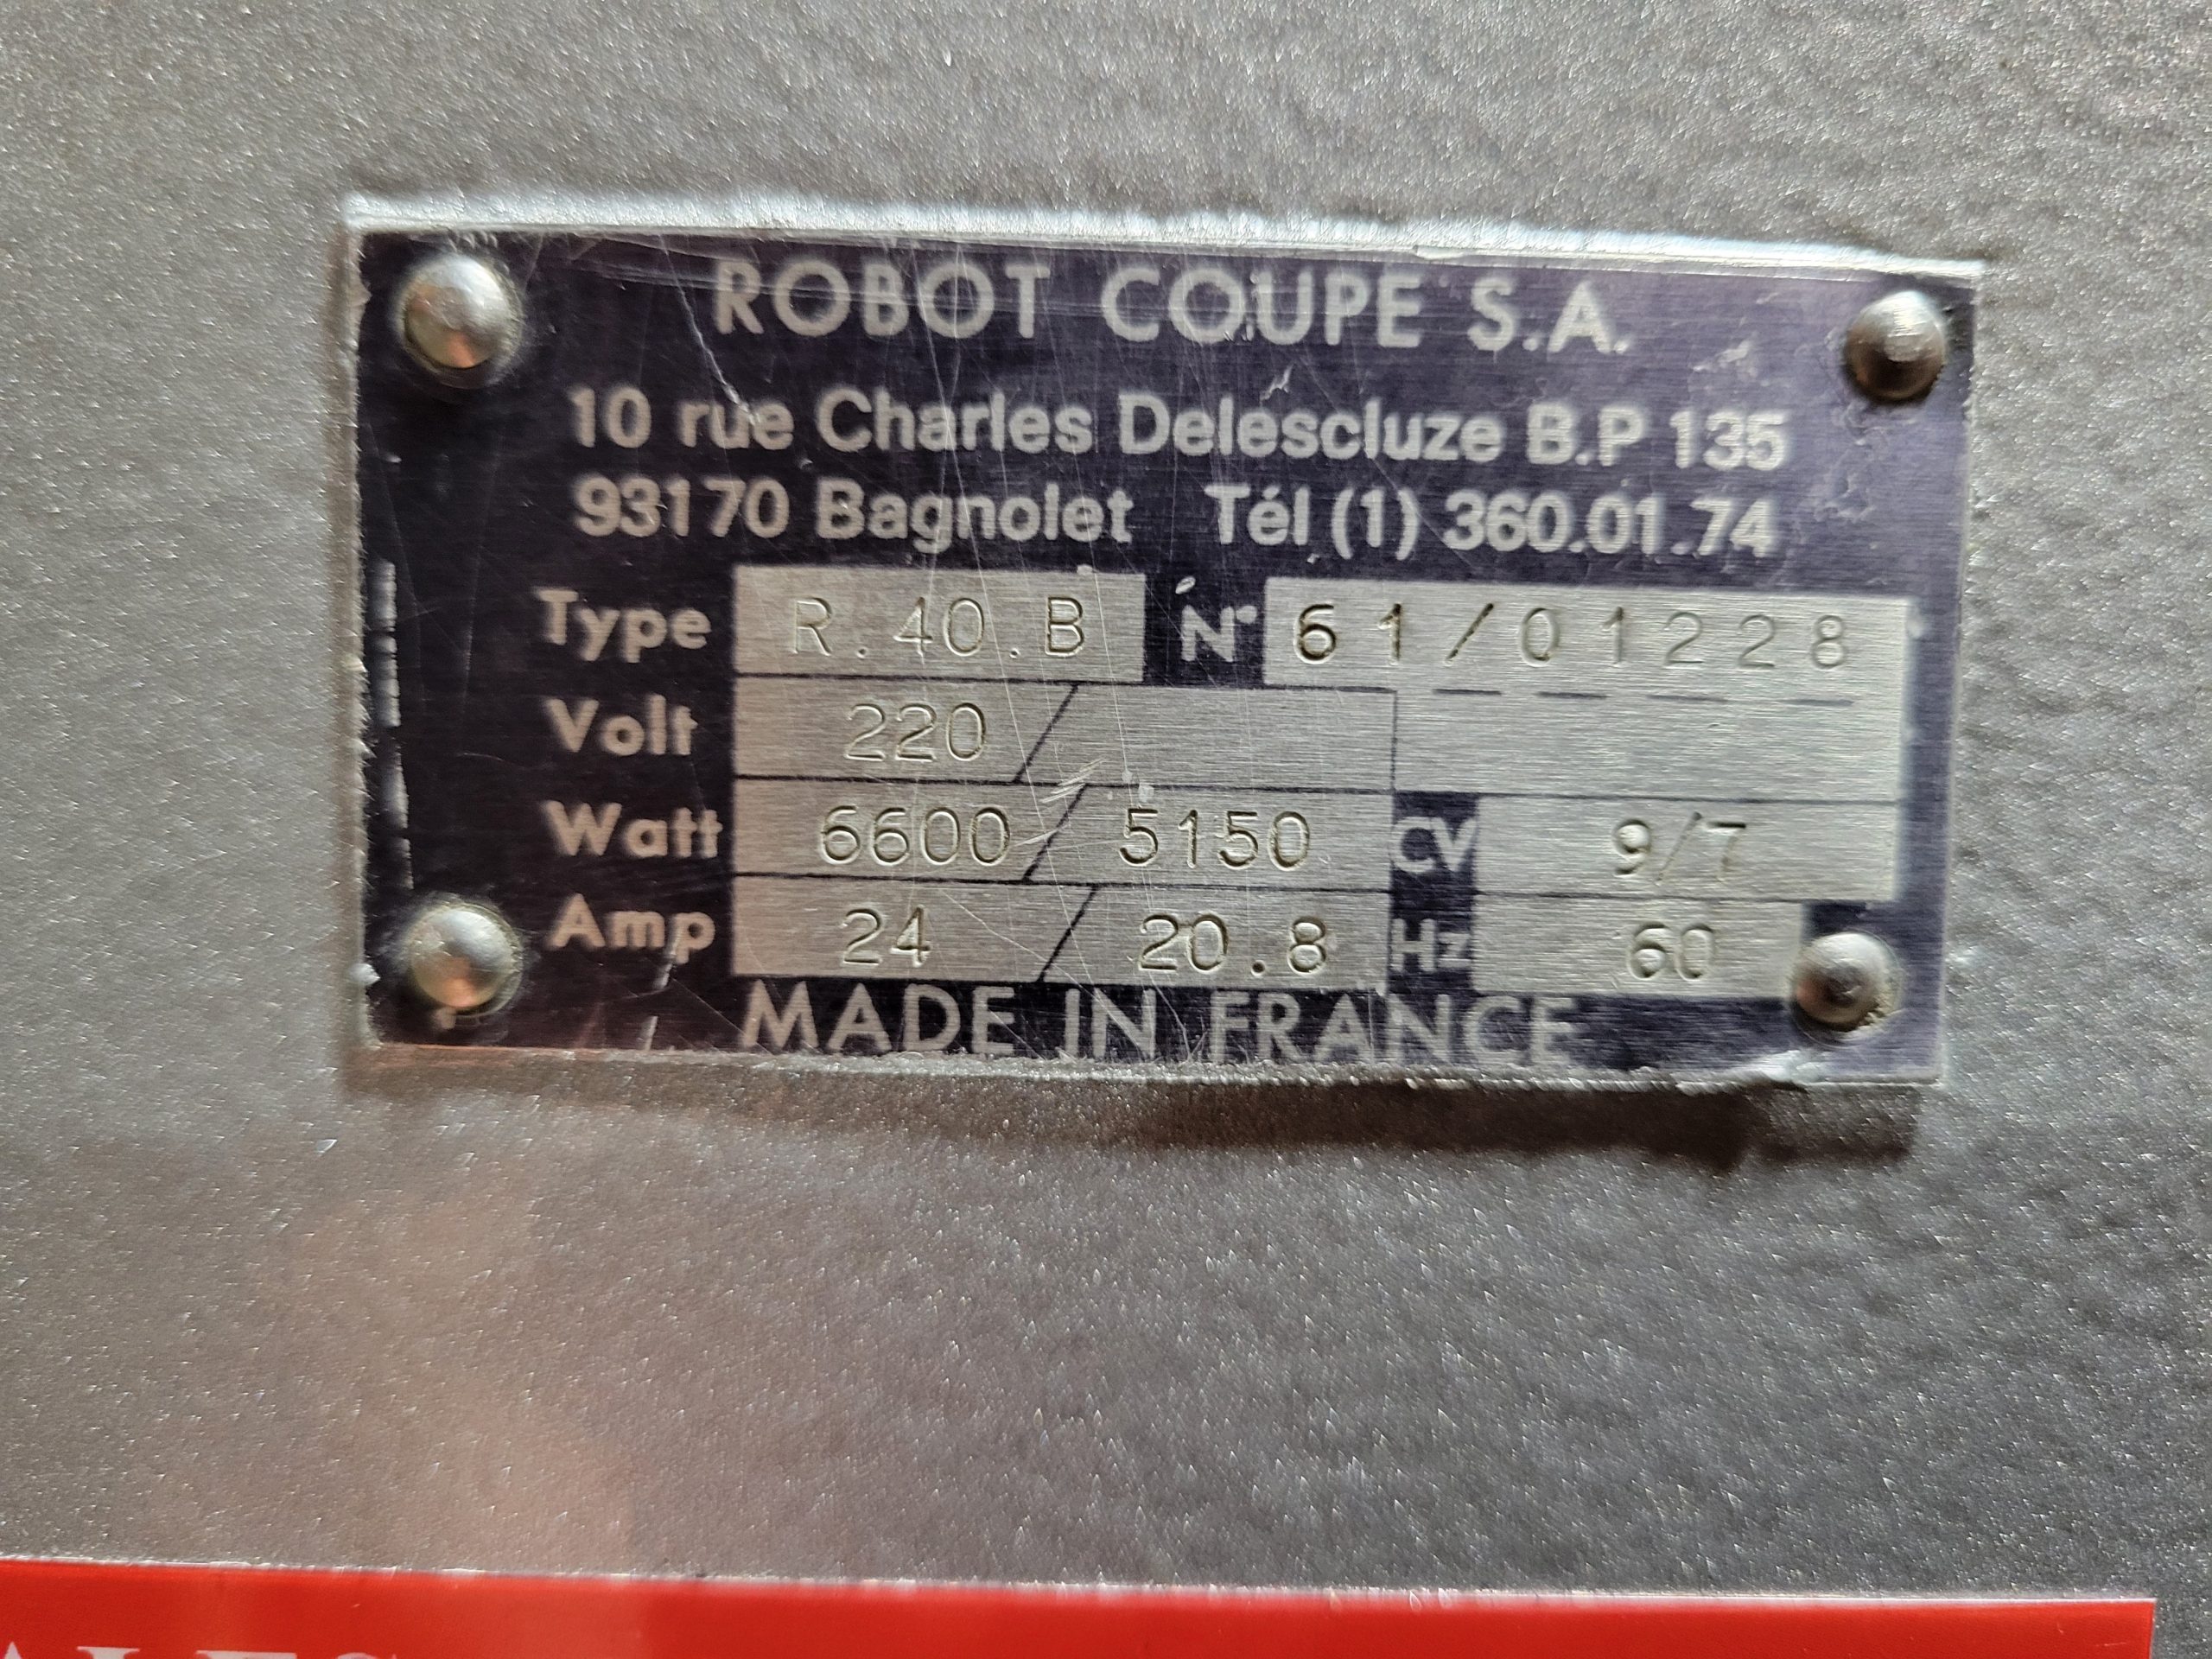 ROBOT COUPE S.A.
10 rue Charles Delescluze B.P 135
93170 Bagnolet Tél (1) 360.01.74
Type R.40.B N° 61/01228
Volt 220 /
Watt 6600 / 5150 CV 9/7
Amp 24 / 20.8 Hz 60
MADE IN FRANCE